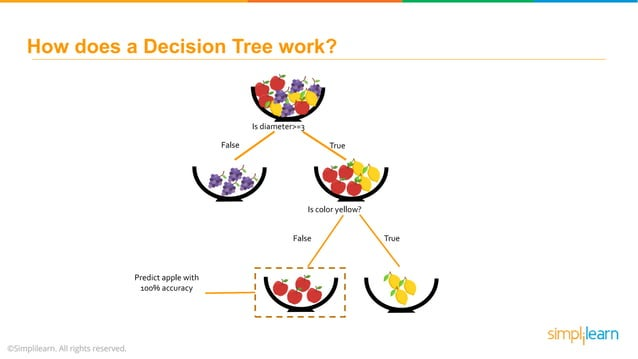 How does a Decision Tree work?
Is diameter>=3
False
True
Is color yellow?
False
True
Predict apple with
100% accuracy
©Simplilearn. All rights reserved.
simplilearn